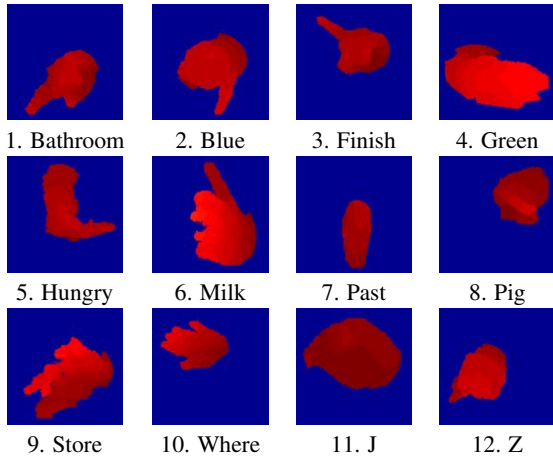 1. Bathroom 2. Blue 3. Finish 4. Green
5. Hungry 6. Milk 7. Past 8. Pig
9. Store 10. Where 11. J 12. Z